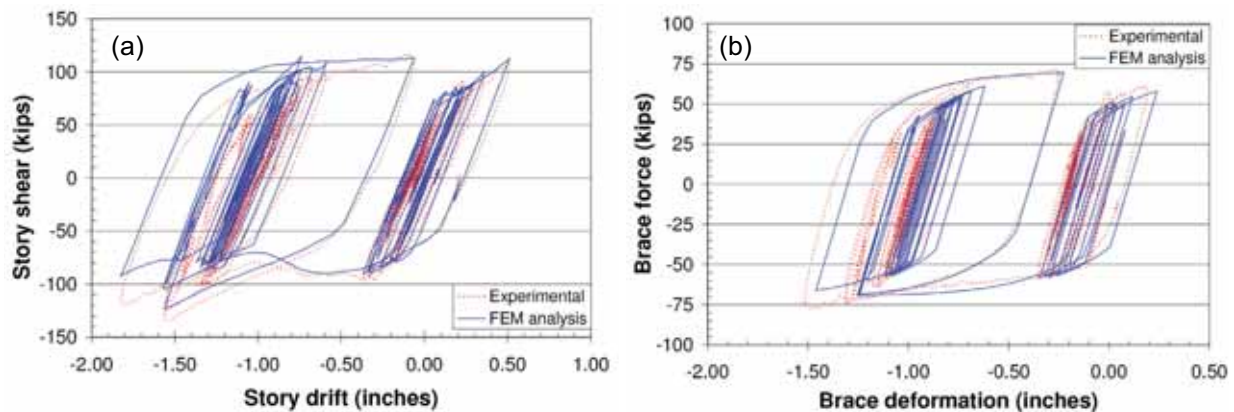 (a)
150
100
50
0
-50
-100
-150
Story shear (kips)
-2.00 -1.50 -1.00 -0.50 0.00 0.50 1.00
Story drift (inches)
Experimental
FEM analysis
(b)
100
75
50
25
0
-25
-50
-75
-100
Brace force (kips)
-2.00 -1.50 -1.00 -0.50 0.00 0.50
Brace deformation (inches)
Experimental
FEM analysis